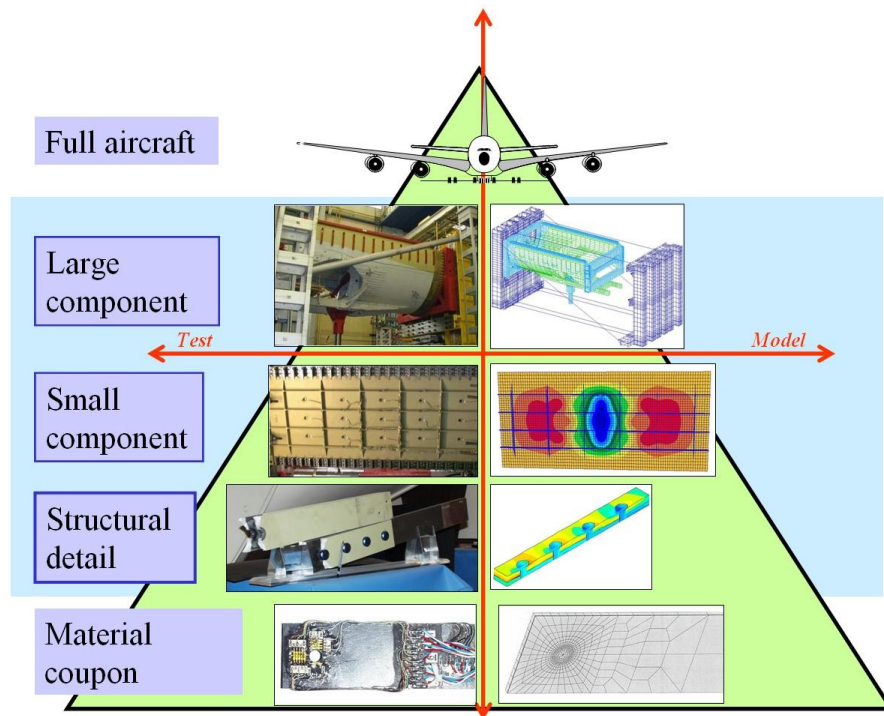 Full aircraft
Large
component
Test
Model
Small
component
Structural
detail
Material
coupon